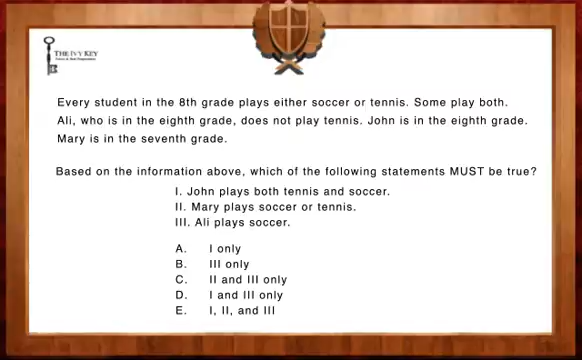 THE IVY KEY
Every student in the 8th grade plays either soccer or tennis. Some play both.
Ali, who is in the eighth grade, does not play tennis. John is in the eighth grade.
Mary is in the seventh grade.
Based on the information above, which of the following statements MUST be true?
I. John plays both tennis and soccer.
II. Mary plays soccer or tennis.
III. Ali plays soccer.
A. I only
B. III only
C. II and III only
D. I and III only
E. I, II, and III